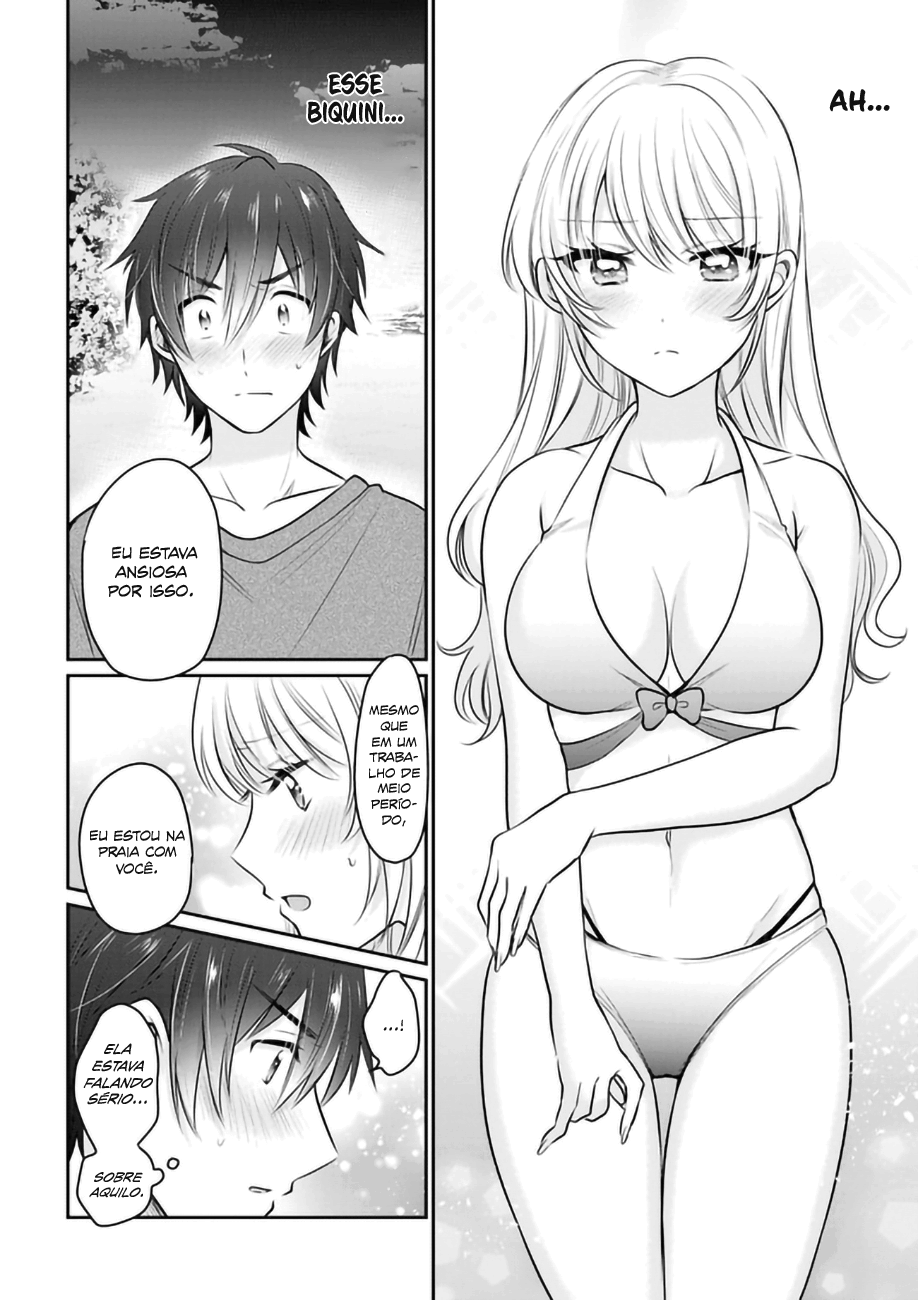 AH...
ESSE
BIQUINI...
EU ESTAVA
ANSIOSA
POR ISSO.
MESMO
QUE
EM UM
TRABA-
LHO DE
MEIO
PERÍO-
DO,
EU ESTOU NA
PRAIA COM
VOCÊ.
...!
ELA
ESTAVA
FALANDO
SÉRIO...
SOBRE
AQUILO.